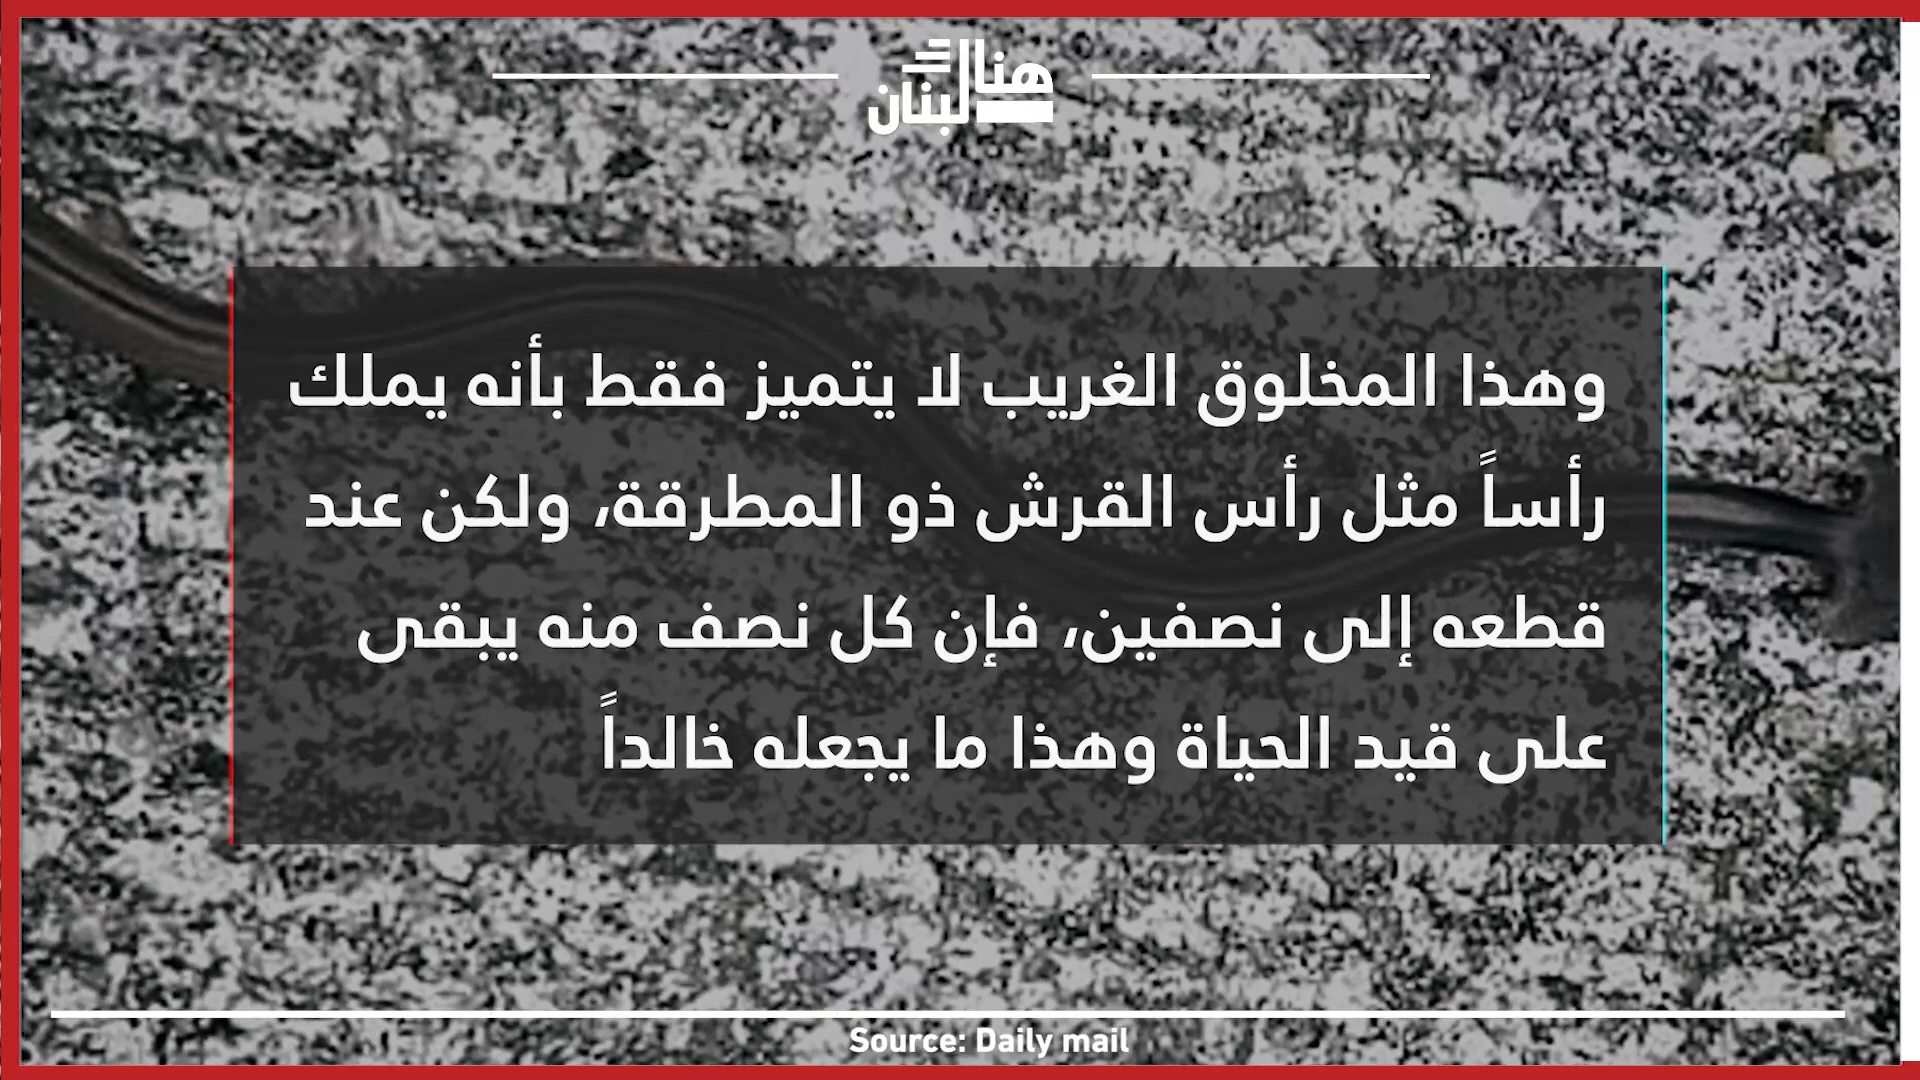 هنا لبنان
وهذا المخلوق الغريب لا يتميز فقط بأنه يملك
رأساً مثل رأس القرش ذو المطرقة، ولكن عند
قطعه إلى نصفين، فإن كل نصف منه يبقى
على قيد الحياة وهذا ما يجعله خالداً
Source: Daily mail